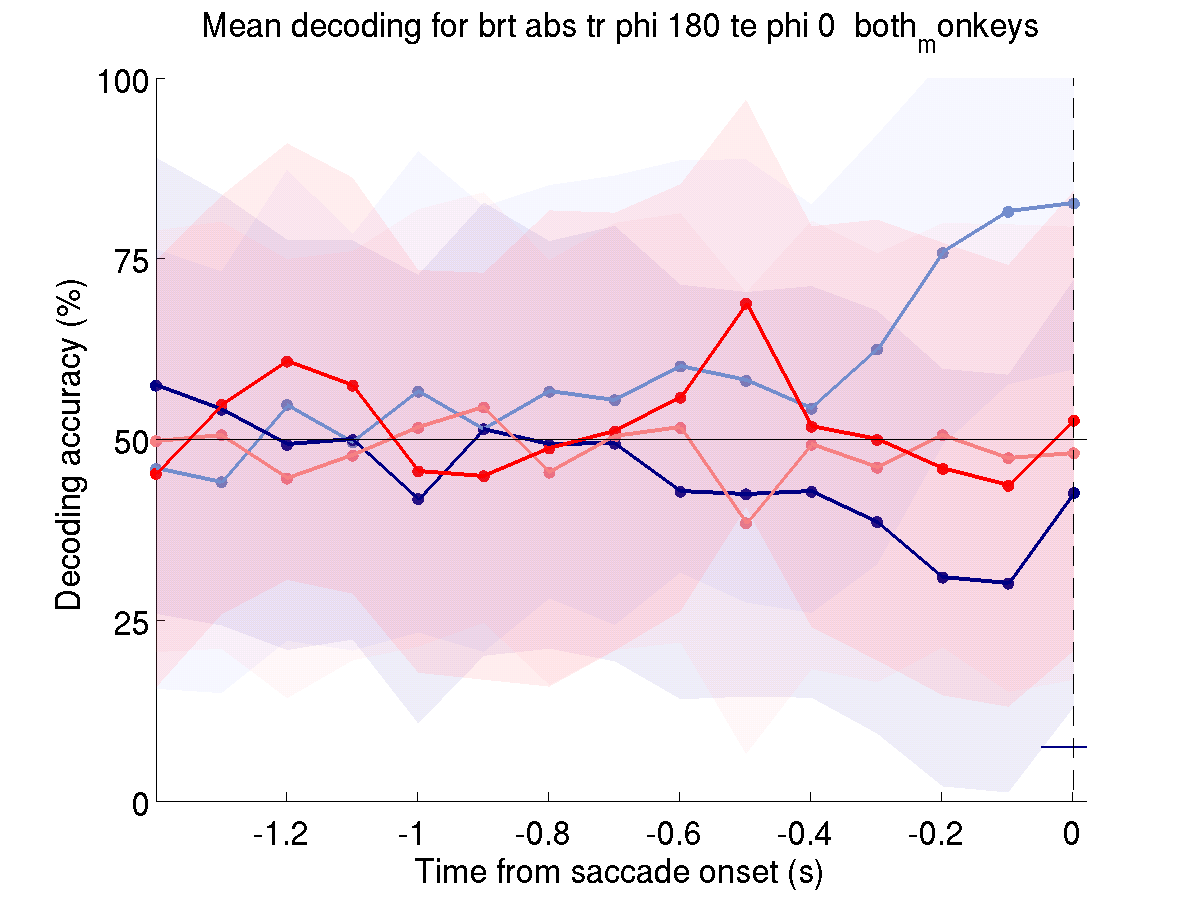 Mean decoding for brt abs tr phi 180 te phi 0 both_monkeys
100
75
50
25
0
Decoding accuracy (%)
-1.2 -1 -0.8 -0.6 -0.4 -0.2 0
Time from saccade onset (s)